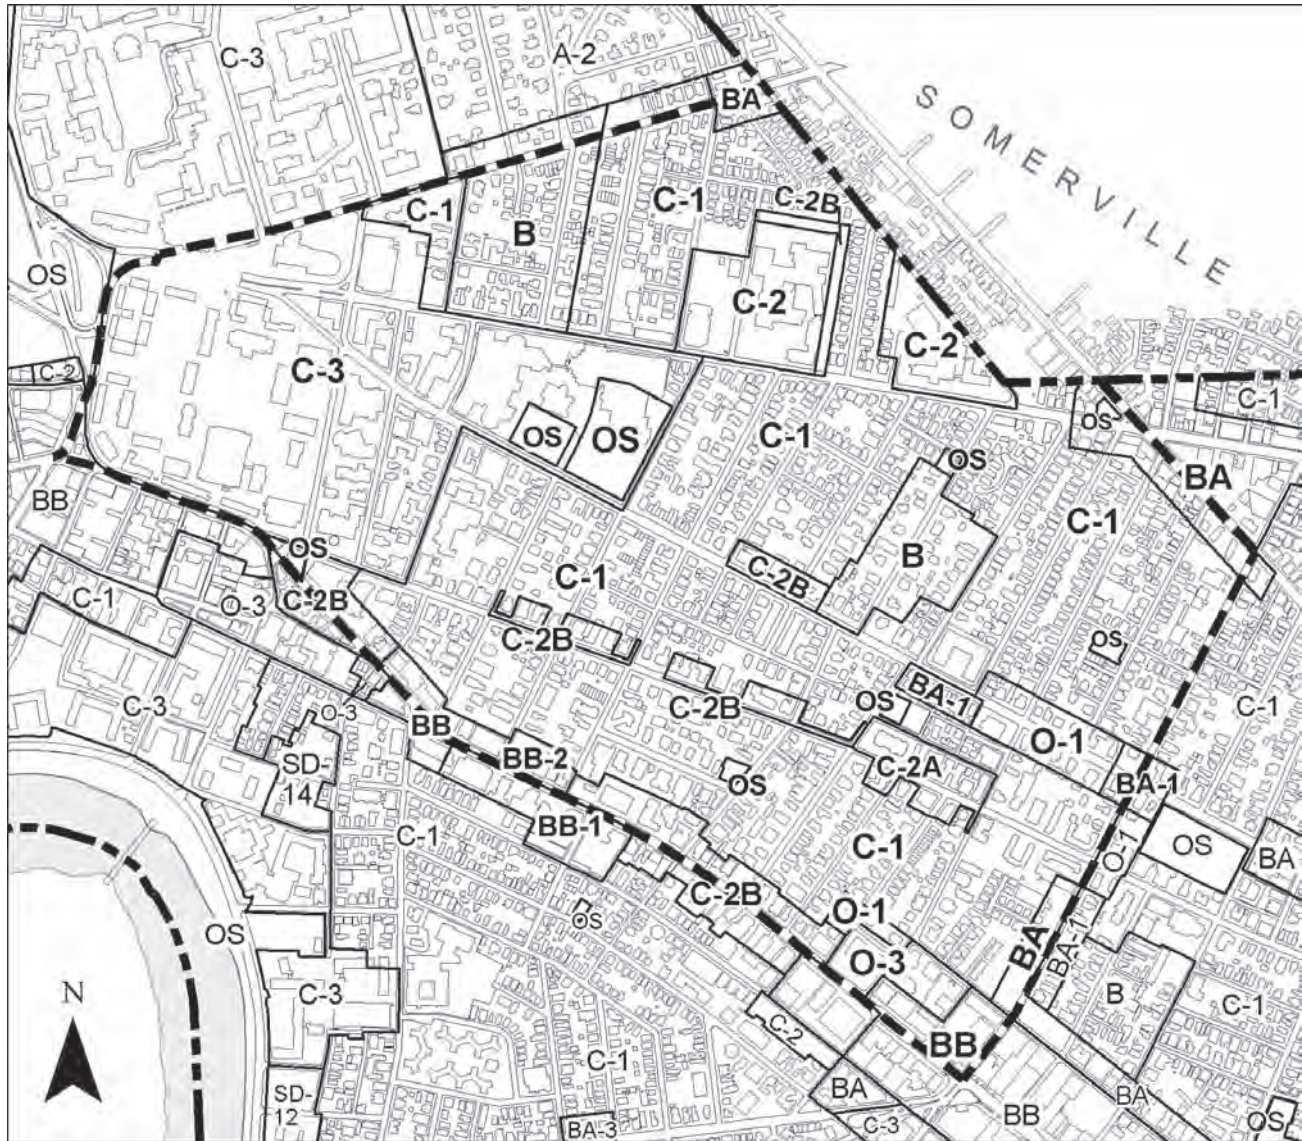 C-3
A-2
BA
SOMERVILLE
C-1
C-1
C-2B
B
OS
C-2
C-2
C-2
C-3
C-1
C-1
OS
OS
OS
BA
OS
BB
C-1
B
OS
C-1
C-2B
C-1
O-3
C-2B
C-2B
OS
BA-1
C-1
C-3
O-3
C-2B
OS
O-1
BB
SD-
14
BB-2
C-2A
BA-1
OS
BB-1
C-1
O-1
OS
BA
C-1
C-2B
OS
O-1
OS
BA
BA-1
O-3
C-3
B
C-1
N
C-2
BB
C-1
BA
BA
SD-
12
BB
OS
BA-3
C-3